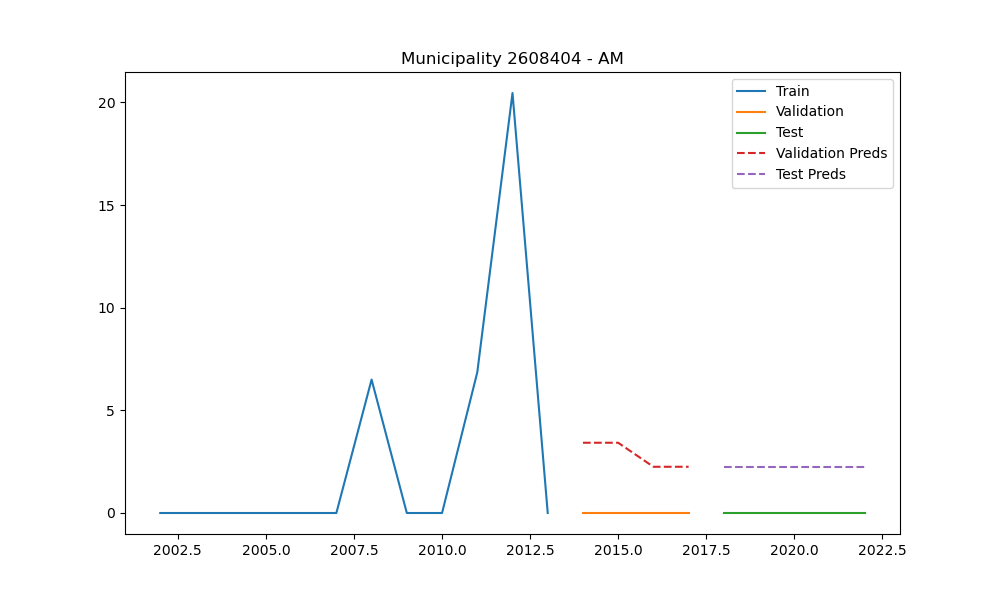 Municipality 2608404 - AM
Train
Validation
Test
Validation Preds
Test Preds
20
15
10
5
0
2002.5 2005.0 2007.5 2010.0 2012.5 2015.0 2017.5 2020.0 2022.5